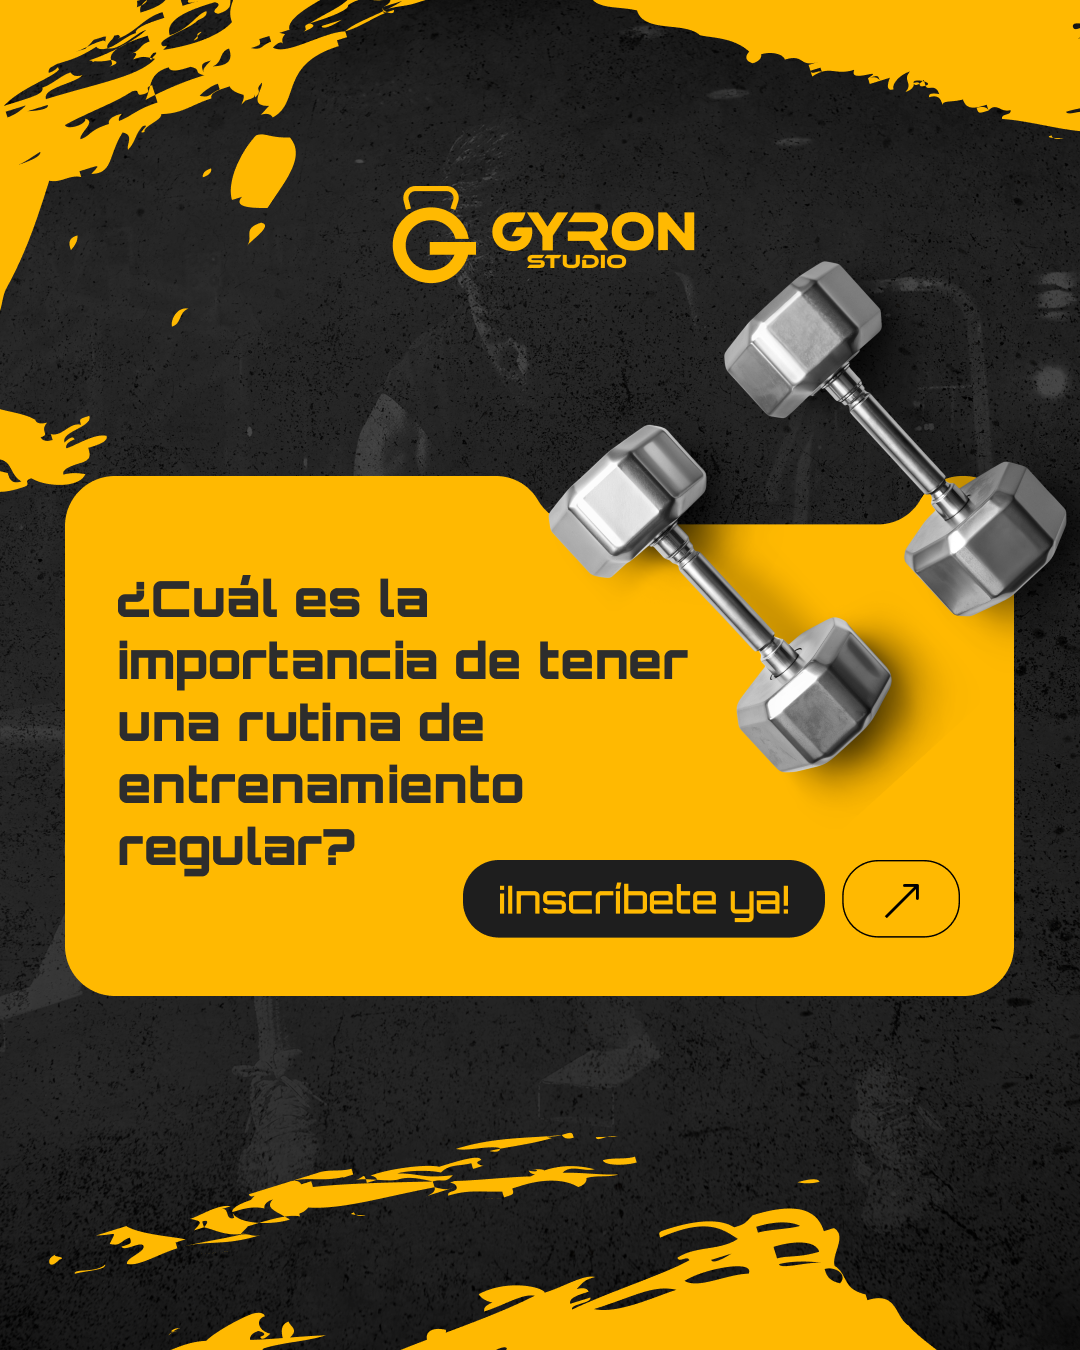 GYRON
STUDIO
¿Cuál es la
importancia de tener
una rutina de
entrenamiento
regular?
¡Inscríbete ya!